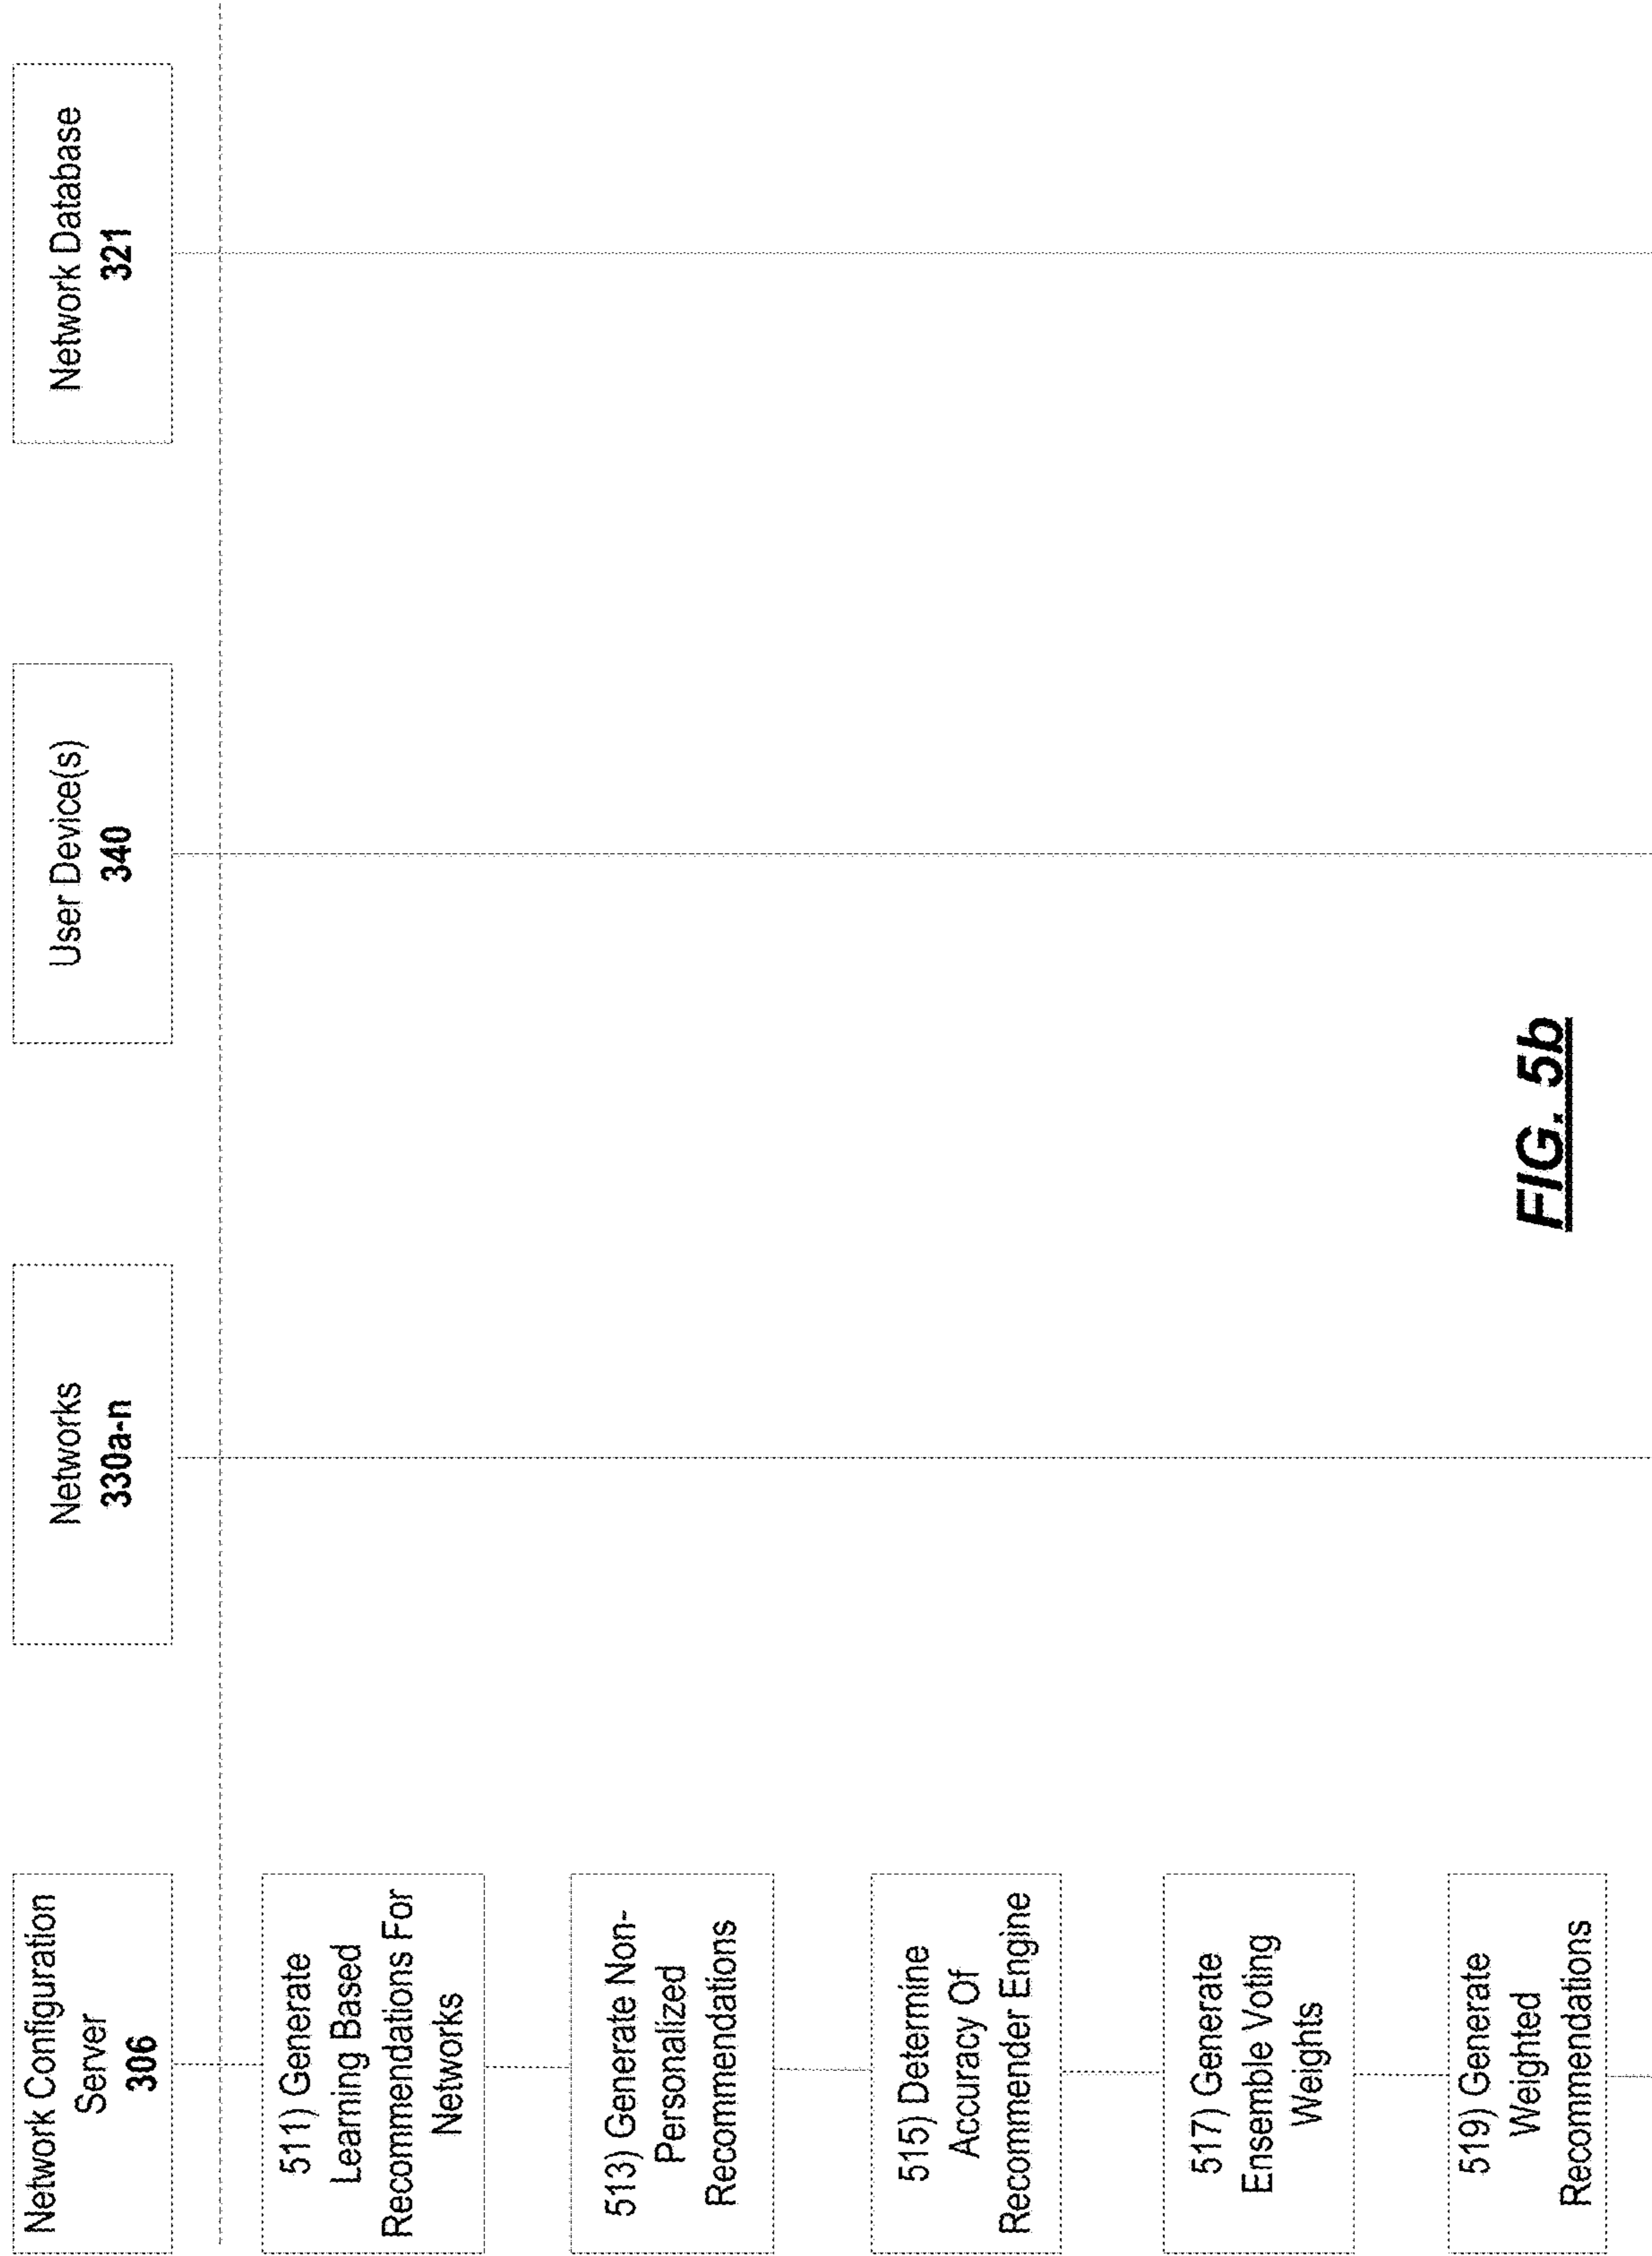 Network Configuration
Server
306
Networks
330a-n
User Device(s)
340
Network Database
321
511) Generate
Learning Based
Recommendations For
Networks
513) Generate Non-
Personalized
Recommendations
515) Determine
Accuracy Of
Recommender Engine
517) Generate
Ensemble Voting
Weights
519) Generate
Weighted
Recommendations
FIG. 5b